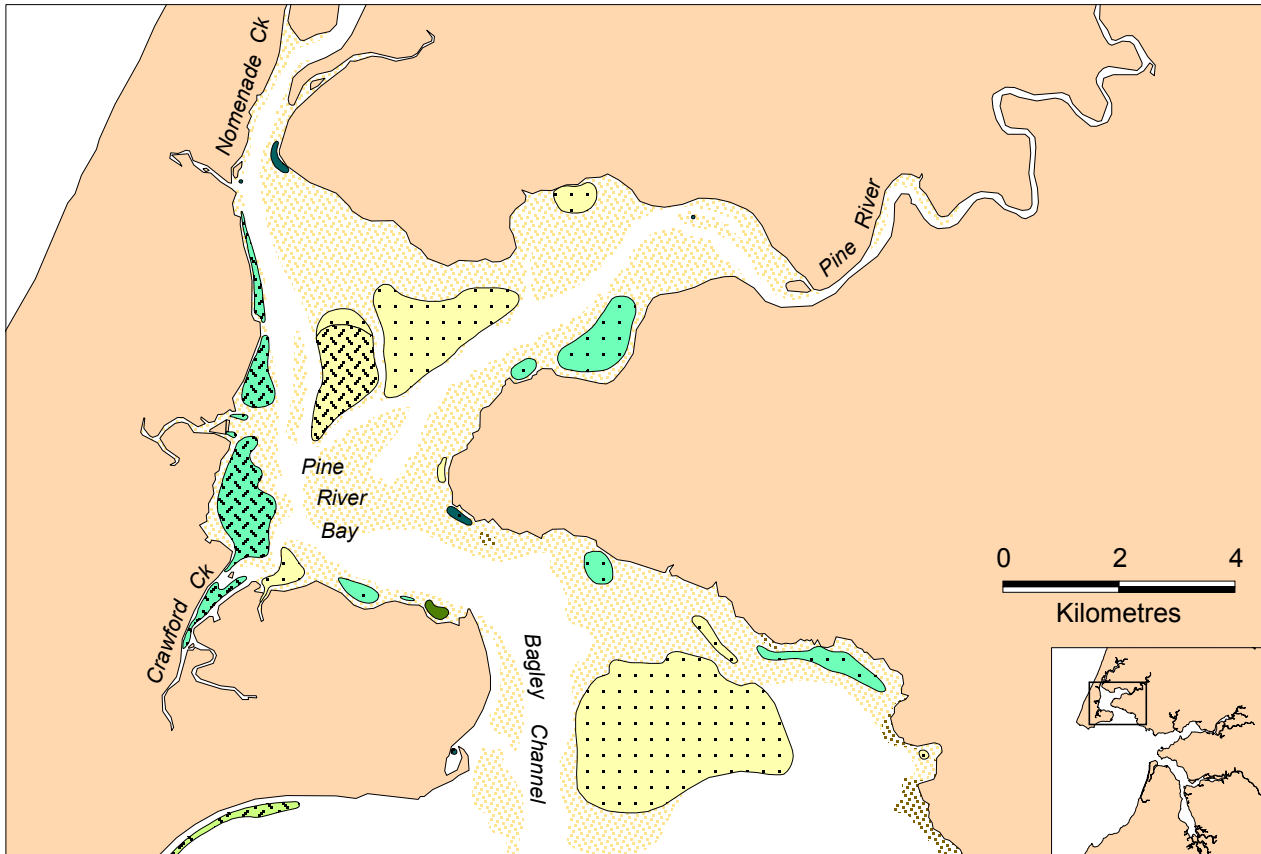 Nomenade Ck
Pine River
Pine
River
Bay
Crawford Ck
Bagley Channel
0 2 4
Kilometres